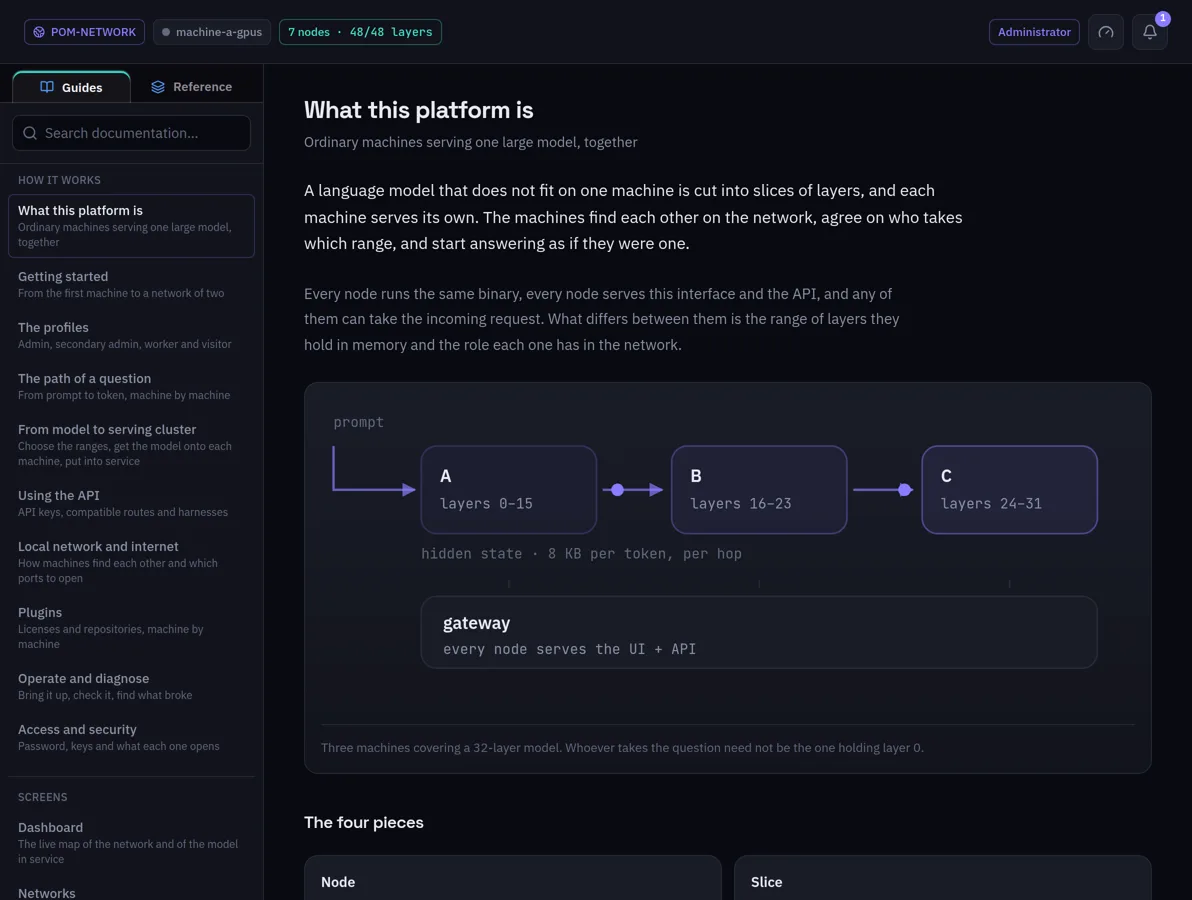 POM-NETWORK
machine-a-gpus
7 nodes · 48/48 layers
Administrator
1
Guides
Reference
Search documentation...
HOW IT WORKS
What this platform is
Ordinary machines serving one large model,
together
Getting started
From the first machine to a network of two
The profiles
Admin, secondary admin, worker and visitor
The path of a question
From prompt to token, machine by machine
From model to serving cluster
Choose the ranges, get the model onto each
machine, put into service
Using the API
API keys, compatible routes and harnesses
Local network and internet
How machines find each other and which
ports to open
Plugins
Licenses and repositories, machine by
machine
Operate and diagnose
Bring it up, check it, find what broke
Access and security
Password, keys and what each one opens
SCREENS
Dashboard
The live map of the network and of the model
in service
Networks
What this platform is
Ordinary machines serving one large model, together
A language model that does not fit on one machine is cut into slices of layers, and each
machine serves its own. The machines find each other on the network, agree on who takes
which range, and start answering as if they were one.
Every node runs the same binary, every node serves this interface and the API, and any of
them can take the incoming request. What differs between them is the range of layers they
hold in memory and the role each one has in the network.
prompt
A
layers 0–15
B
layers 16–23
C
layers 24–31
hidden state · 8 KB per token, per hop
gateway
every node serves the UI + API
Three machines covering a 32-layer model. Whoever takes the question need not be the one holding layer 0.
The four pieces
Node
Slice